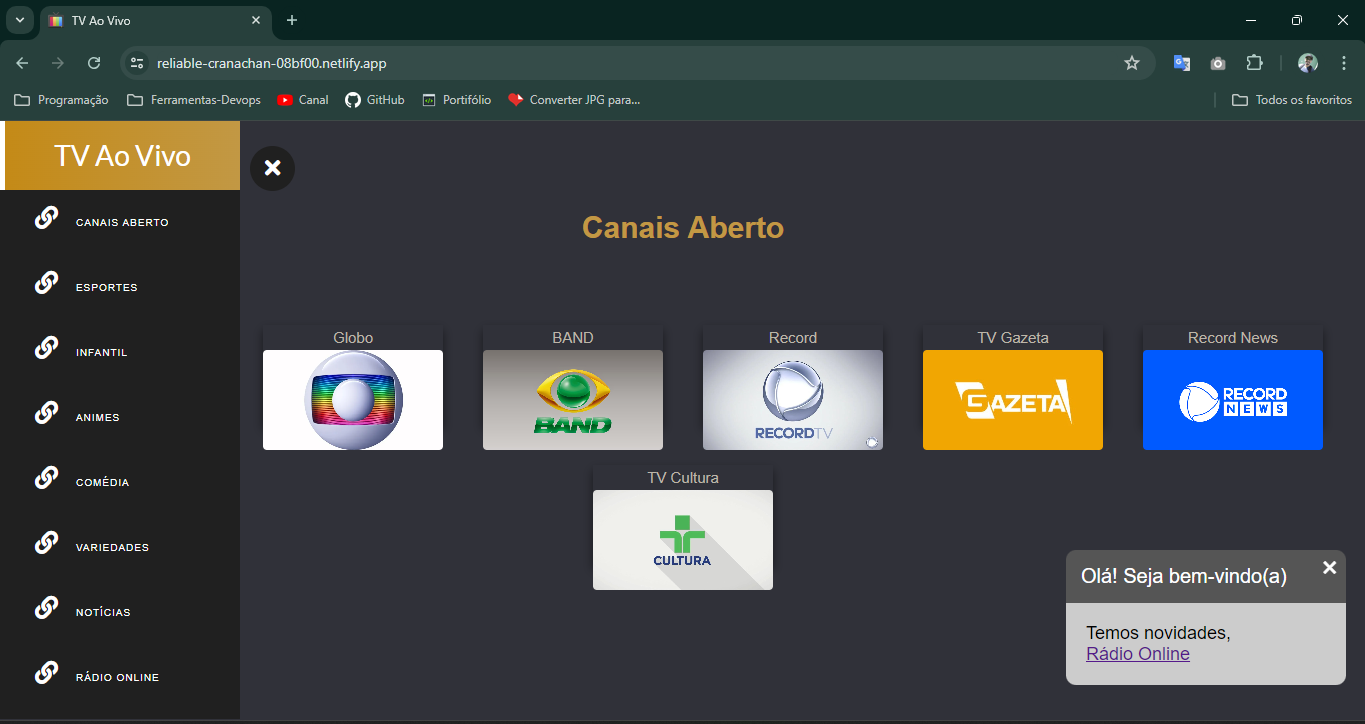 TV Ao Vivo
reliable-cranachan-08bf00.netlify.app
Programação Ferramentas-Devops Canal GitHub Portifólio Converter JPG para... Todos os favoritos
TV Ao Vivo
CANAIS ABERTO
ESPORTES
INFANTIL
ANIMES
COMÉDIA
VARIEDADES
NOTÍCIAS
RÁDIO ONLINE
Canais Aberto
Globo BAND Record TV Gazeta Record News
BAND
RECORDTV
GAZETA
RECORD
NEWS
TV Cultura
CULTURA
Olá! Seja bem-vindo(a)
Temos novidades,
Rádio Online